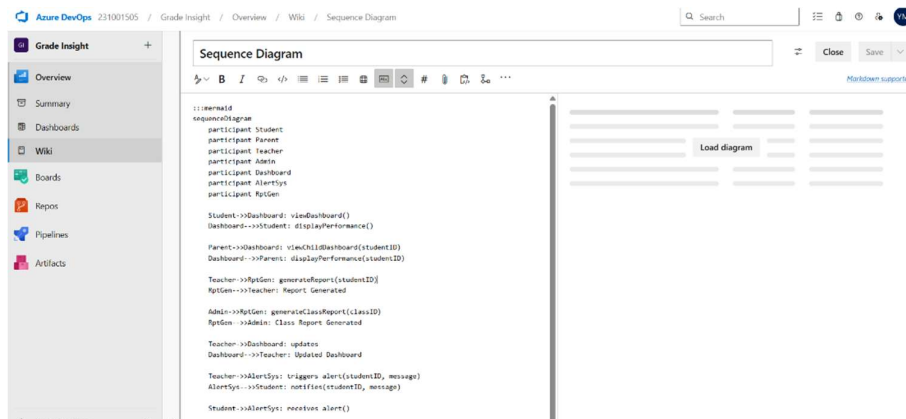 Azure DevOps 231001505 / Grade Insight / Overview / Wiki / Sequence Diagram
Search
YM
GI Grade Insight +
Overview
Summary
Dashboards
Wiki
Boards
Repos
Pipelines
Artifacts
Sequence Diagram
Close
Save
B I
#
Markdown supporte
:::mermaid
sequenceDiagram
participant Student
participant Parent
participant Teacher
participant Admin
participant Dashboard
participant AlertSys
participant RptGen
Student->>Dashboard: viewDashboard()
Dashboard-->>Student: displayPerformance()
Parent->>Dashboard: viewChildDashboard(studentID)
Dashboard-->>Parent: displayPerformance(studentID)
Teacher->>RptGen: generateReport(studentID)
RptGen-->>Teacher: Report Generated
Admin->>RptGen: generateClassReport(classID)
RptGen-->>Admin: Class Report Generated
Teacher->>Dashboard: updates
Dashboard-->>Teacher: Updated Dashboard
Teacher->>AlertSys: triggers alert(studentID, message)
AlertSys-->>Student: notifies(studentID, message)
Student->>AlertSys: receives alert()
Load diagram